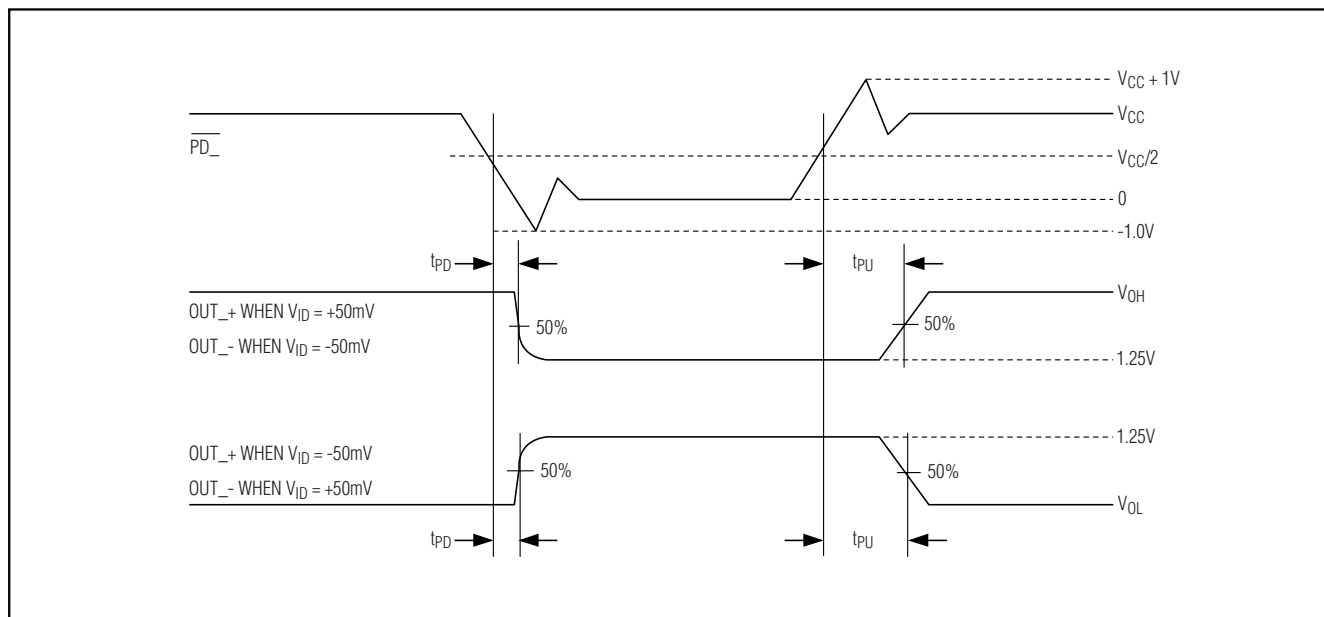 V_CC + 1V
V_CC
PD_
V_CC/2
0
-1.0V
t_PD
t_PU
V_OH
OUT_+ WHEN V_ID = +50mV
50%
50%
OUT_- WHEN V_ID = -50mV
1.25V
1.25V
OUT_+ WHEN V_ID = -50mV
50%
50%
OUT_- WHEN V_ID = +50mV
V_OL
t_PD
t_PU